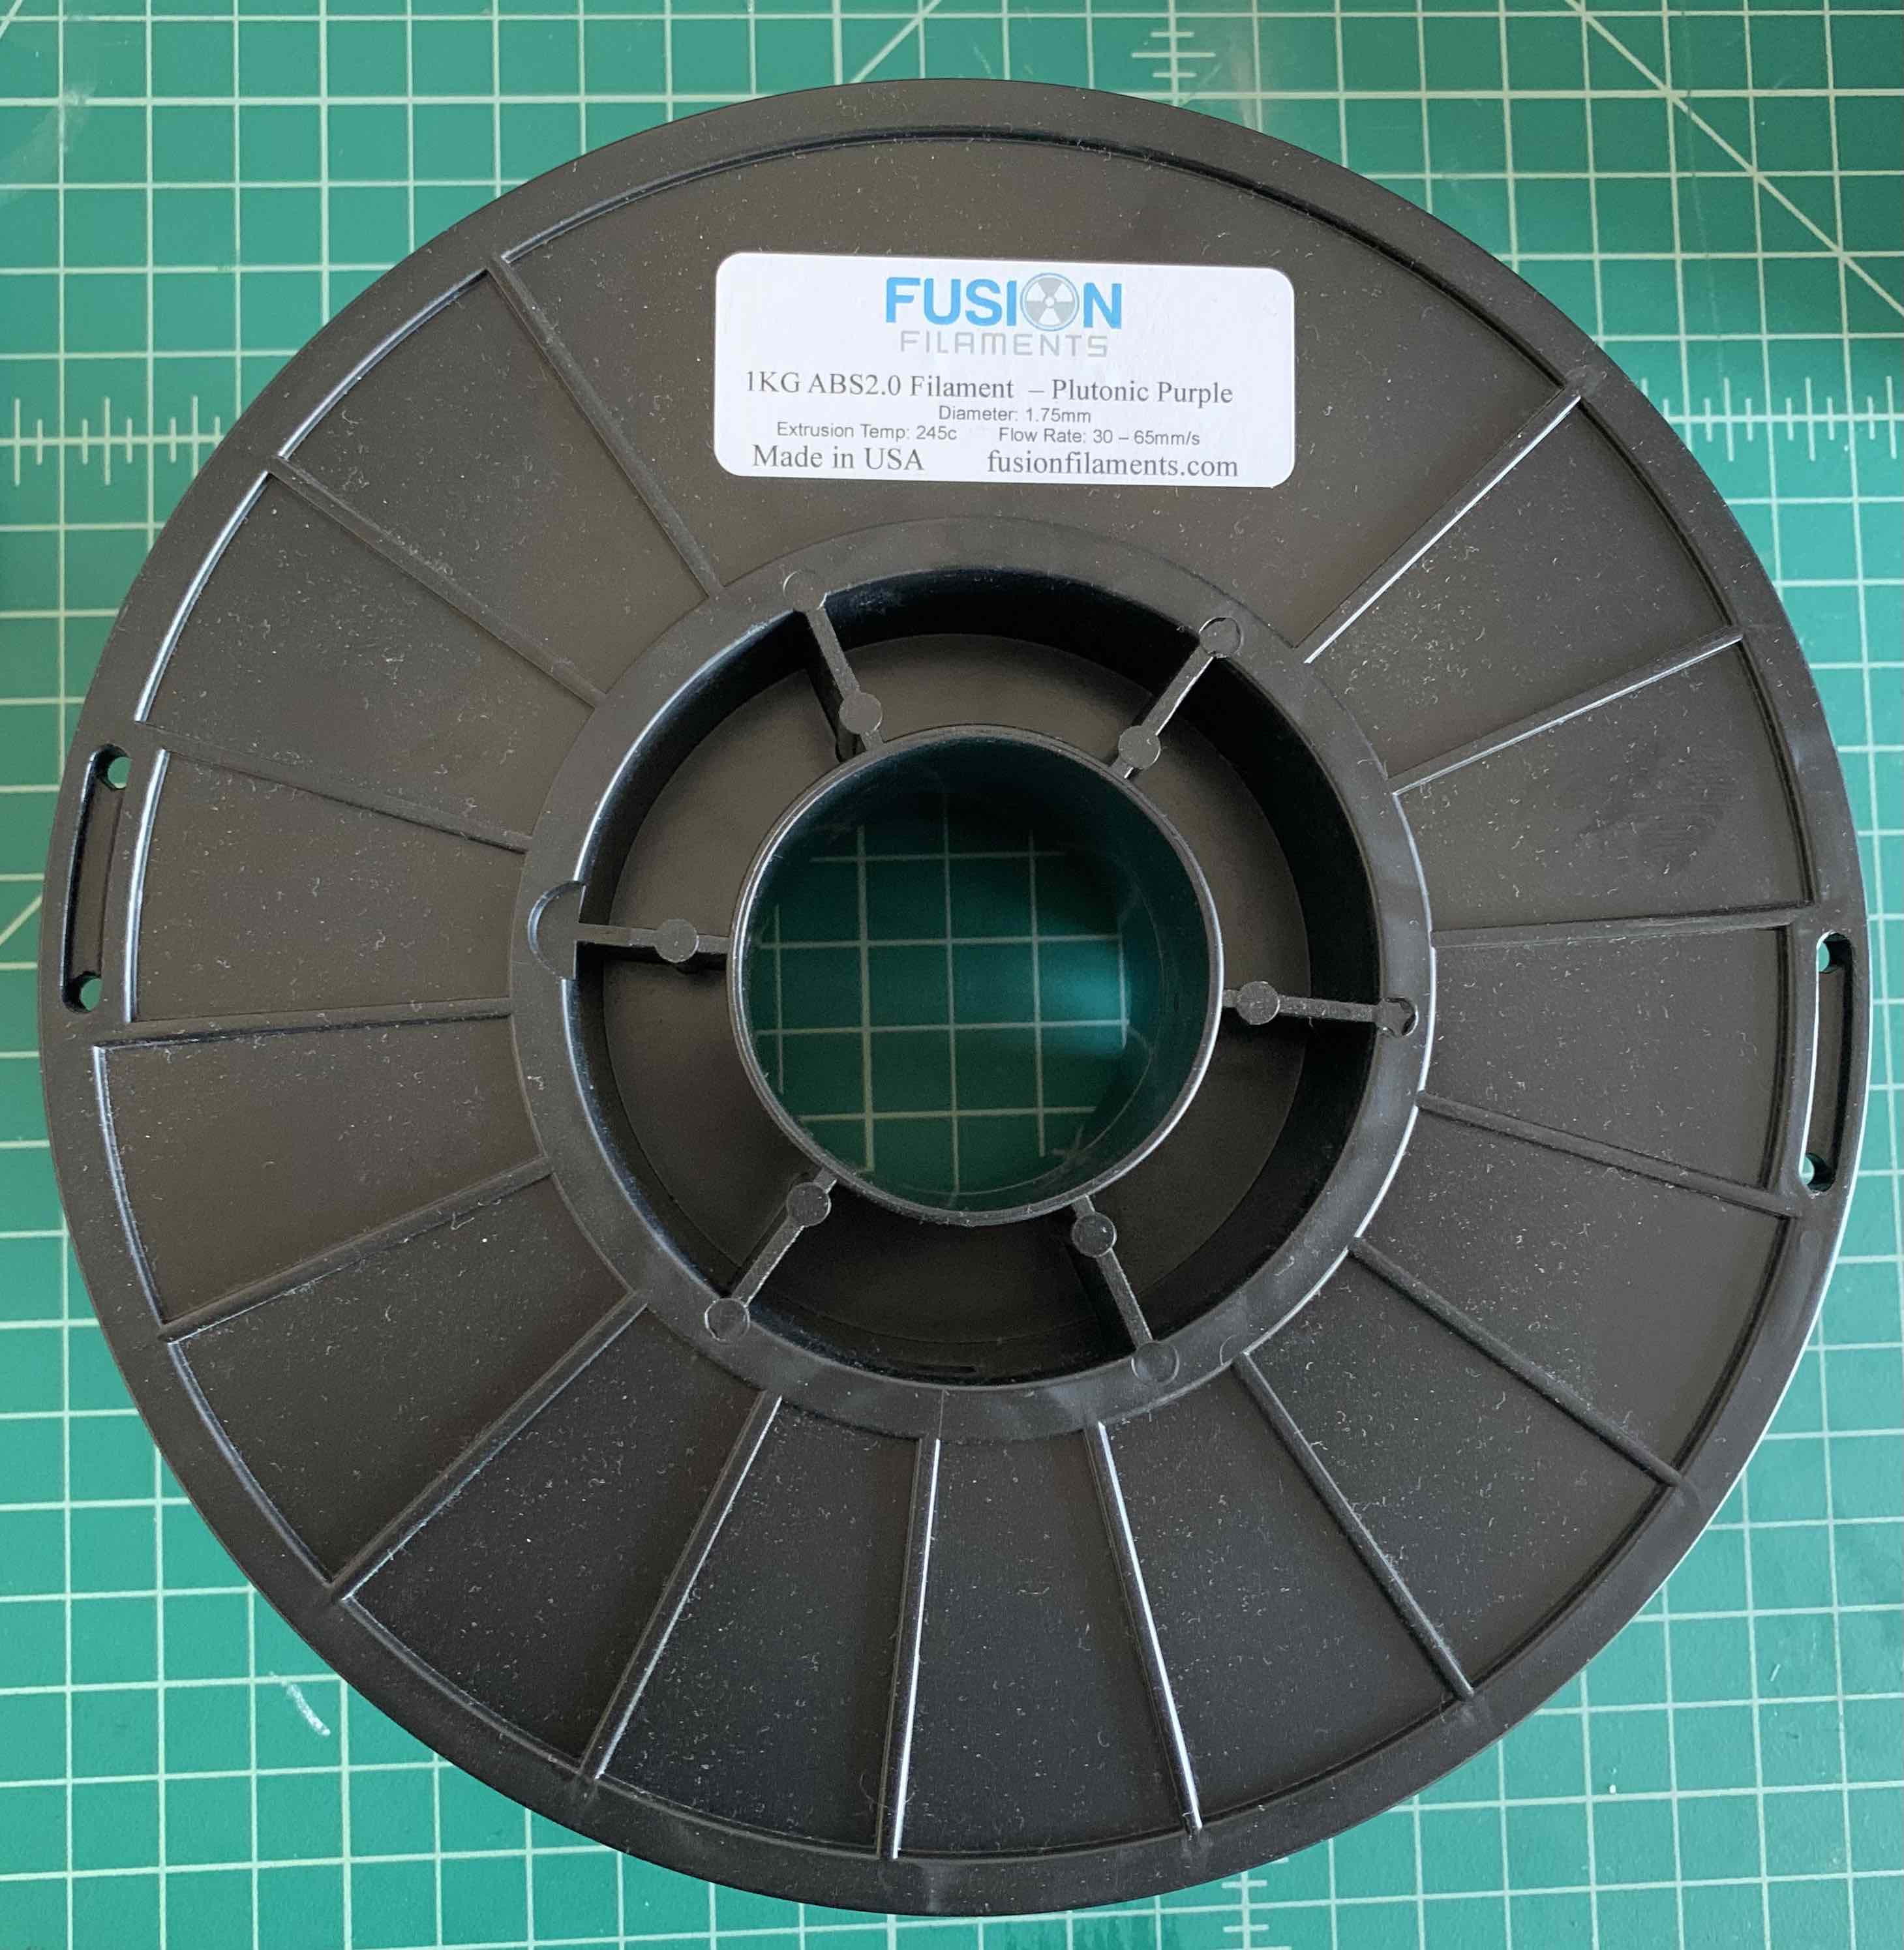 FUSION
FILAMENTS
1KG ABS2.0 Filament – Plutonic Purple
Diameter: 1.75mm
Extrusion Temp: 245c Flow Rate: 30 – 65mm/s
Made in USA fusionfilaments.com